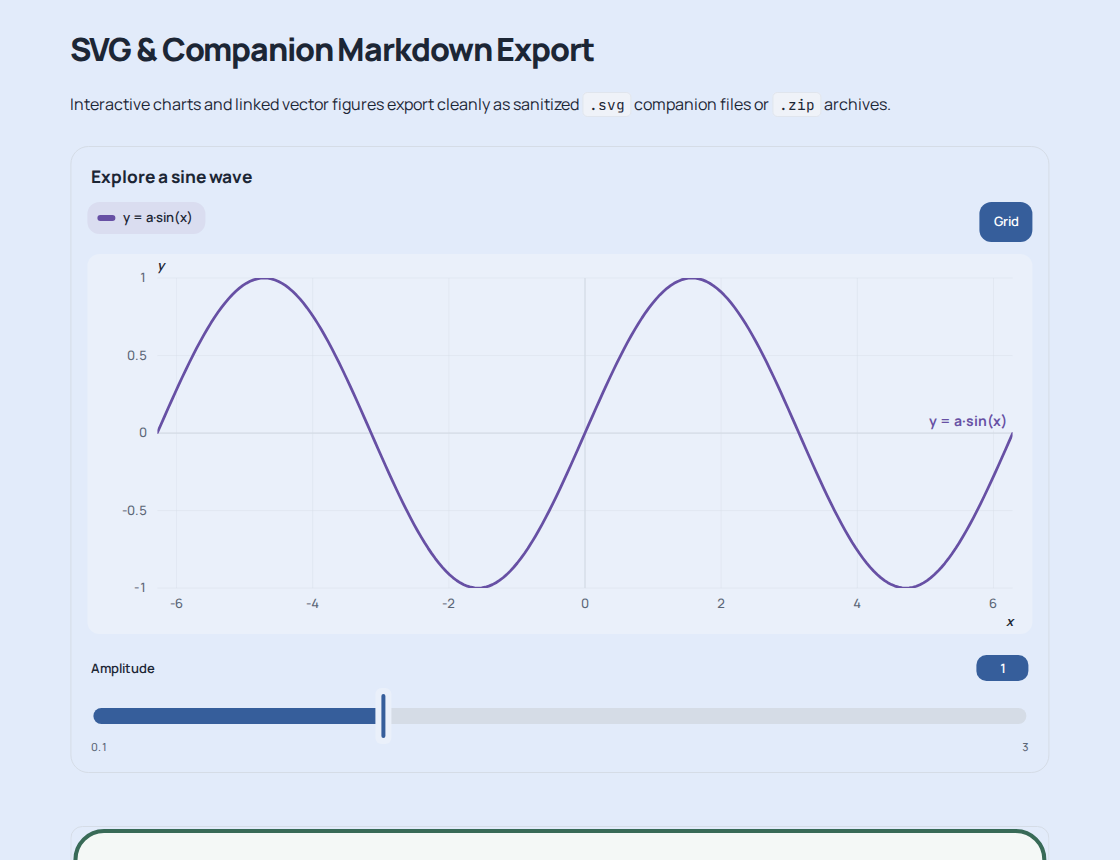 SVG & Companion Markdown Export
Interactive charts and linked vector figures export cleanly as sanitized .svg companion files or .zip archives.
Explore a sine wave
y = a·sin(x)
Grid
y
1
0.5
0
-0.5
-1
y = a·sin(x)
-6 -4 -2 0 2 4 6
x
Amplitude 1
0.1 3